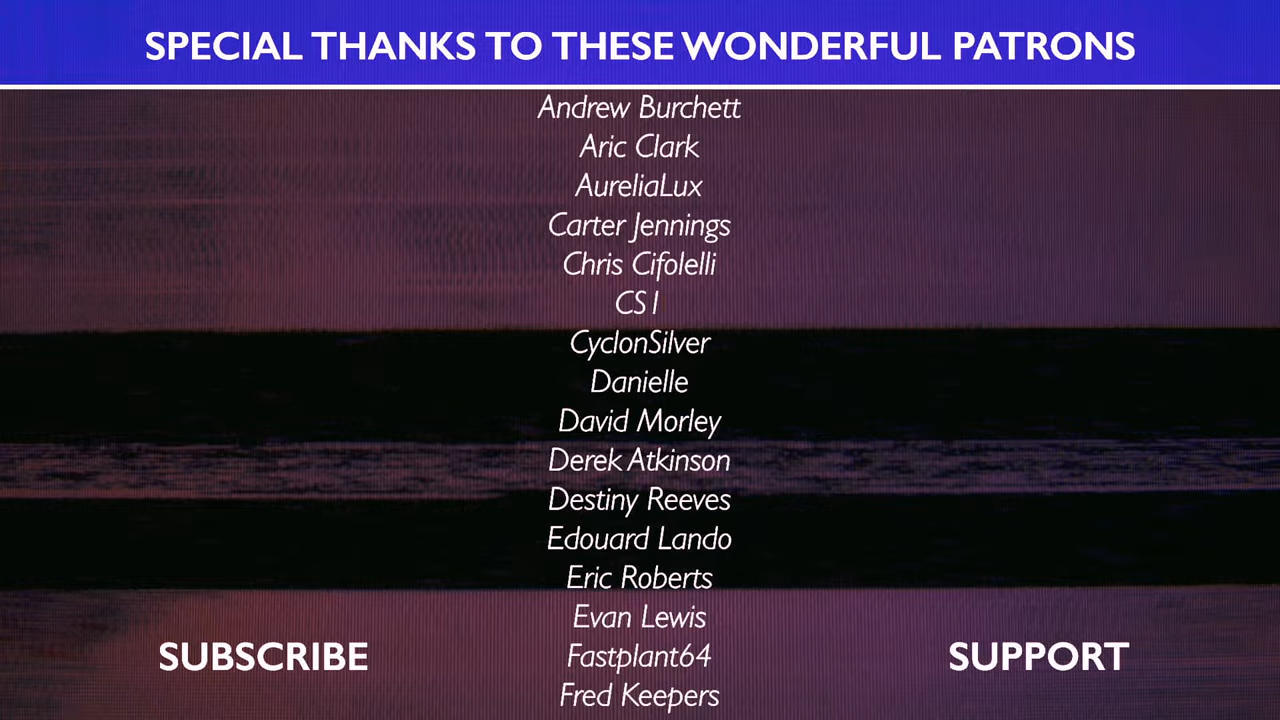 SPECIAL THANKS TO THESE WONDERFUL PATRONS
Andrew Burchett
Aric Clark
AureliaLux
Carter Jennings
Chris Cifolelli
CS1
CyclonSilver
Danielle
David Morley
Derek Atkinson
Destiny Reeves
Edouard Lando
Eric Roberts
Evan Lewis
Fastplant64
Fred Keepers
SUBSCRIBE
SUPPORT